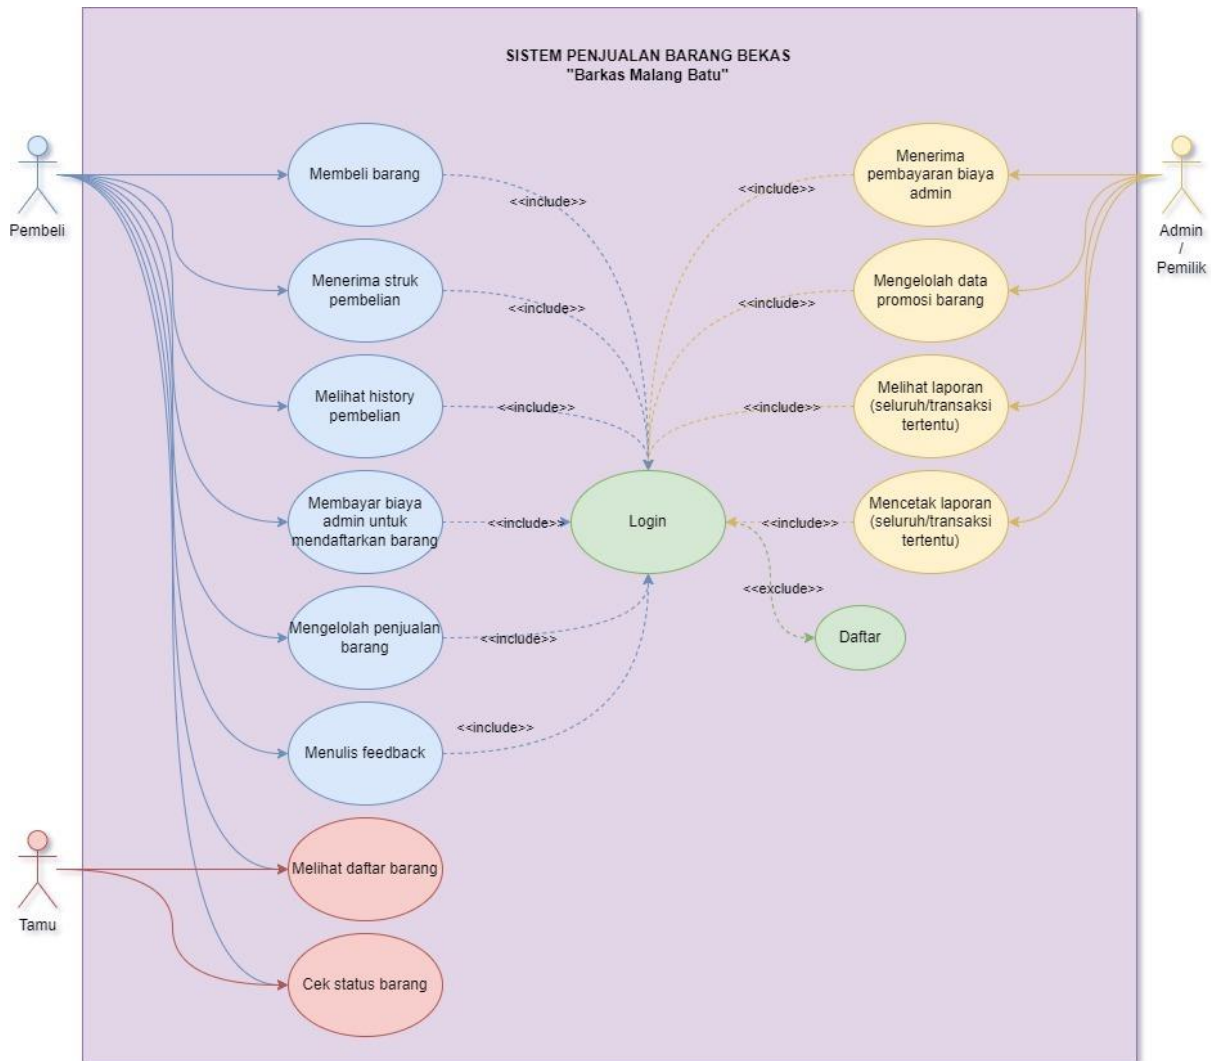 SISTEM PENJUALAN BARANG BEKAS
"Barkas Malang Batu"
Pembeli
Membeli barang
<<include>>
Menerima struk
pembelian
<<include>>
Melihat history
pembelian
<<include>>
Membayar biaya
admin untuk
mendaftarkan barang
<<include>>
Mengelolah penjualan
barang
<<include>>
Menulis feedback
<<include>>
Melihat daftar barang
Cek status barang
Tamu
Login
Menerima
pembayaran biaya
admin
<<include>>
Mengelolah data
promosi barang
<<include>>
Melihat laporan
(seluruh/transaksi
tertentu)
<<include>>
Mencetak laporan
(seluruh/transaksi
tertentu)
<<include>>
<<exclude>>
Daftar
Admin
/
Pemilik